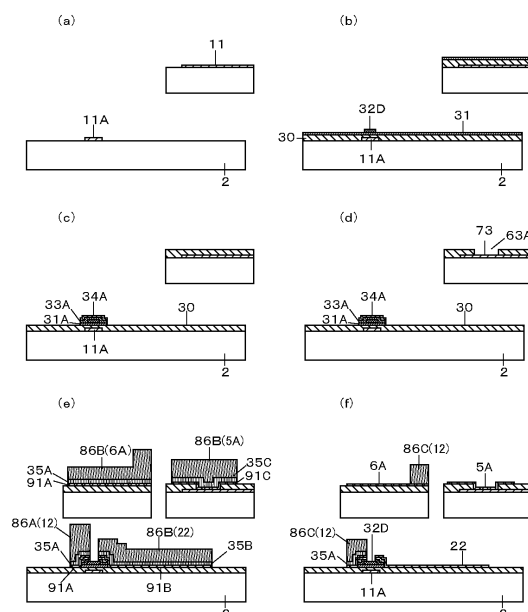 (a)
11
11A
2
(b)
32D
31
30
11A
2
(c)
34A
33A
30
31A
11A
2
(d)
73
63A
34A
33A
30
31A
11A
2
(e)
86B(6A)
86B(5A)
35A
91A
35C
91C
86A(12)
86B(22)
35A
35B
91A
91B
(f)
86C(12)
6A
5A
86C(12)
32D
22
35A
11A